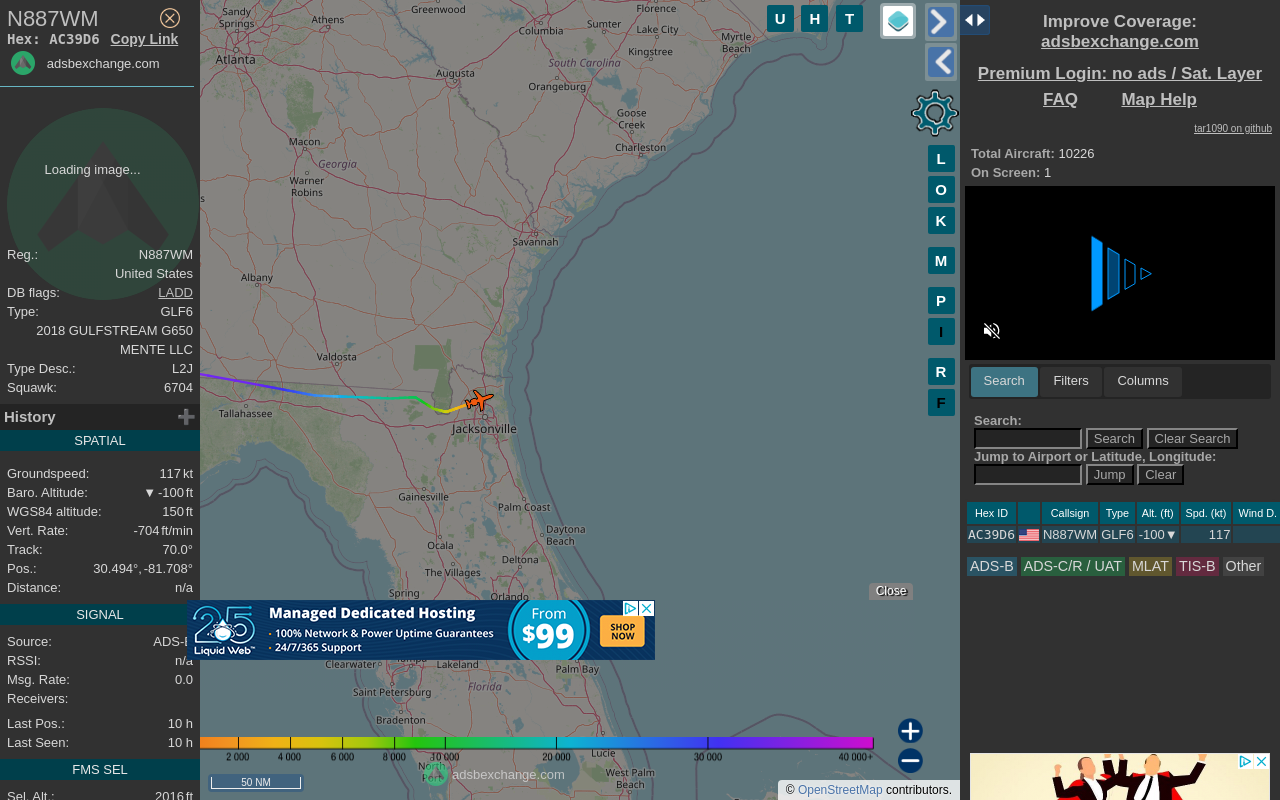 N887WM
Hex: AC39D6 Copy Link
adsbexchange.com
Loading image...
Reg.: N887WM
United States
DB flags: LADD
Type: GLF6
2018 GULFSTREAM G650
MENTE LLC
Type Desc.: L2J
Squawk: 6704
History
SPATIAL
Groundspeed: 117 kt
Baro. Altitude: ▼ -100 ft
WGS84 altitude: 150 ft
Vert. Rate: -704 ft/min
Track: 70.0°
Pos.: 30.494°, -81.708°
Distance: n/a
SIGNAL
Source: ADS-B
RSSI: n/a
Msg. Rate: 0.0
Receivers:
Last Pos.: 10 h
Last Seen: 10 h
FMS SEL
Sel. Alt.: 2016 ft
Sandy Springs
Athens
Greenwood
Atlanta
Columbia
Florence
Sumter
Lake City
Myrtle Beach
Kingstree
South Carolina
Augusta
Orangeburg
Goose Creek
Charleston
Macon
Georgia
Warner Robins
Savannah
Albany
Valdosta
Tallahassee
Jacksonville
Gainesville
Palm Coast
Daytona Beach
Ocala
Deltona
The Villages
Spring
Orlando
Clearwater
Tampa
Lakeland
Palm Bay
Saint Petersburg
Florida
Bradenton
North Port
Lucie
West Palm Beach
U H T
L
O
K
M
P
I
R
F
Close
25
Liquid Web™
Managed Dedicated Hosting
· 100% Network & Power Uptime Guarantees
· 24/7/365 Support
From
$99
SHOP NOW
2 000 4 000 6 000 8 000 10 000 20 000 30 000 40 000+
50 NM
adsbexchange.com
© OpenStreetMap contributors.
Improve Coverage:
adsbexchange.com
Premium Login: no ads / Sat. Layer
FAQ Map Help
tar1090 on github
Total Aircraft: 10226
On Screen: 1
Search Filters Columns
Search:
Search Clear Search
Jump to Airport or Latitude, Longitude:
Jump Clear
Hex ID Callsign Type Alt. (ft) Spd. (kt) Wind D.
AC39D6 N887WM GLF6 -100▼ 117
ADS-B ADS-C/R / UAT MLAT TIS-B Other